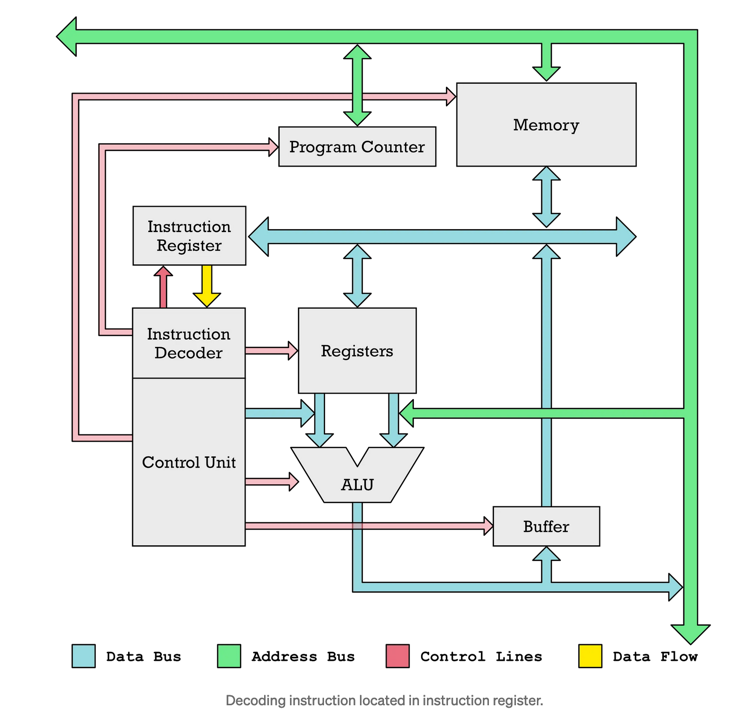 Program Counter
Memory
Instruction
Register
Instruction
Decoder
Registers
Control Unit
ALU
Buffer
Data Bus
Address Bus
Control Lines
Data Flow
Decoding instruction located in instruction register.